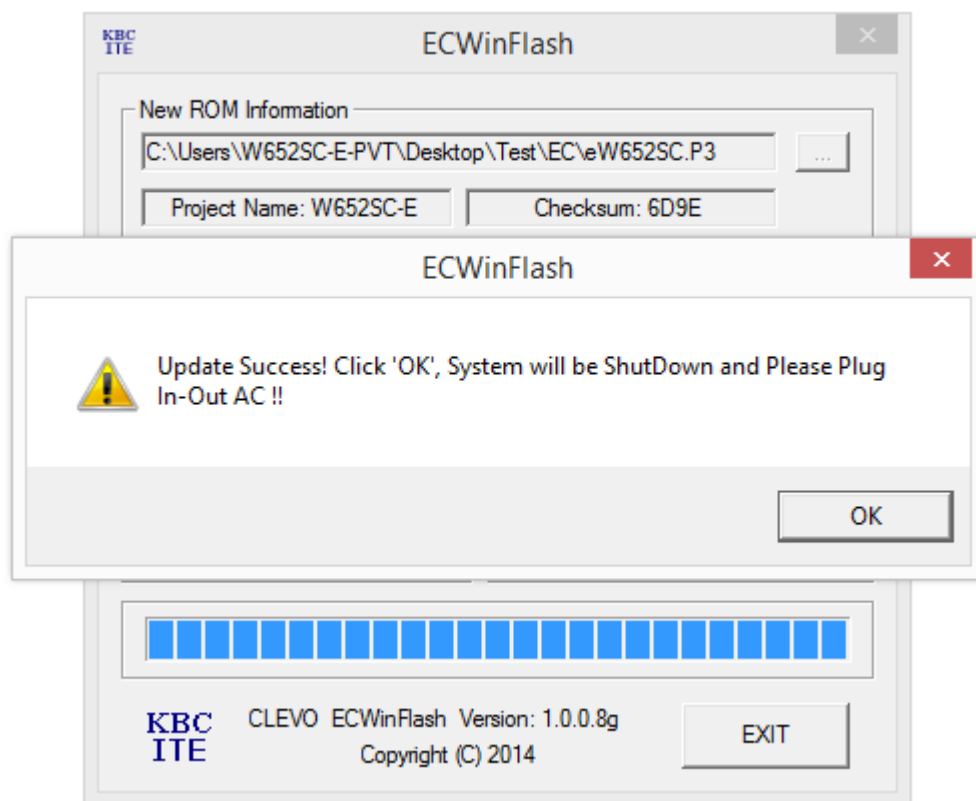 KBC
ITE
ECWinFlash
New ROM Information
C:\Users\W652SC-E-PVT\Desktop\Test\EC\eW652SC.P3
...
Project Name: W652SC-E
Checksum: 6D9E
ECWinFlash
Update Success! Click 'OK', System will be ShutDown and Please Plug
In-Out AC !!
OK
KBC
ITE
CLEVO ECWinFlash Version: 1.0.0.8g
Copyright (C) 2014
EXIT